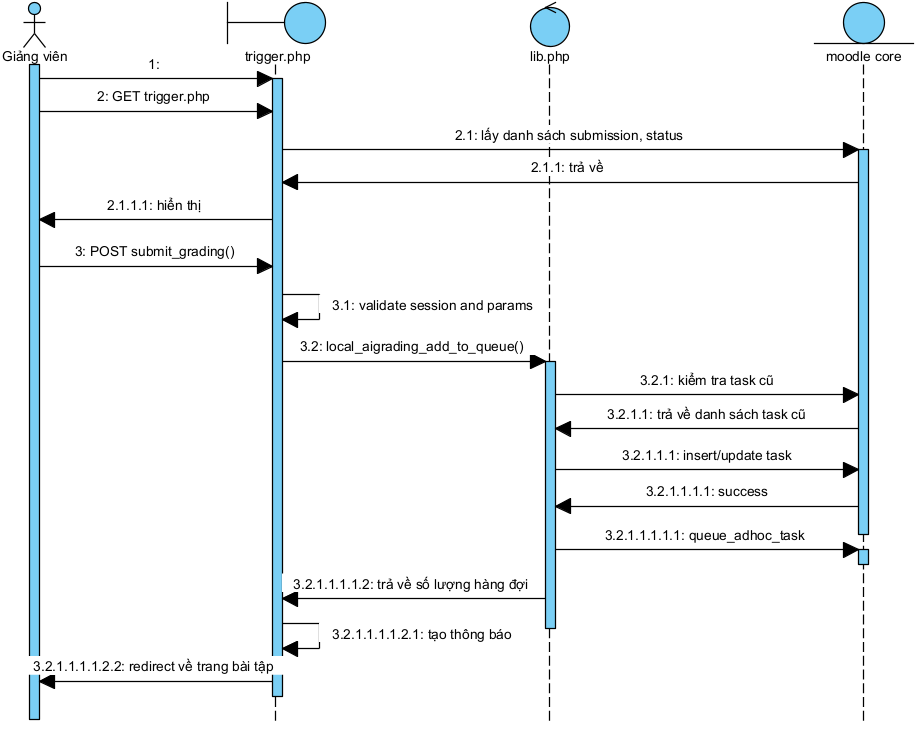 Giảng viên
trigger.php
lib.php
moodle core
1:
2: GET trigger.php
2.1: lấy danh sách submission, status
2.1.1: trả về
2.1.1.1: hiển thị
3: POST submit_grading()
3.1: validate session and params
3.2: local_aigrading_add_to_queue()
3.2.1: kiểm tra task cũ
3.2.1.1: trả về danh sách task cũ
3.2.1.1.1: insert/update task
3.2.1.1.1.1: success
3.2.1.1.1.1.1: queue_adhoc_task
3.2.1.1.1.1.2: trả về số lượng hàng đợi
3.2.1.1.1.1.2.1: tạo thông báo
3.2.1.1.1.1.2.2: redirect về trang bài tập